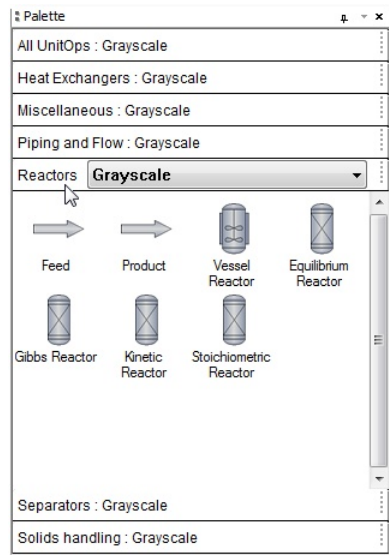 Palette
All UnitOps : Grayscale
Heat Exchangers : Grayscale
Miscellaneous : Grayscale
Piping and Flow : Grayscale
Reactors Grayscale
Feed Product Vessel Equilibrium
Reactor Reactor
Gibbs Reactor Kinetic Stoichiometric
Reactor Reactor
Separators : Grayscale
Solids handling : Grayscale